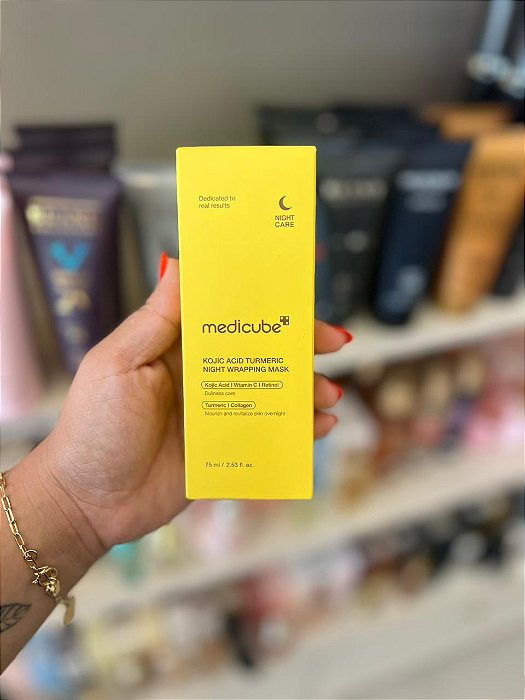 Dedicated to
real results
NIGHT
CARE
medicube
KOJIC ACID TURMERIC
NIGHT WRAPPING MASK
Kojic Acid | Vitamin C | Retinol
Dullness care
Turmeric | Collagen
Nourish and revitalize skin overnight
75 ml / 2.53 fl. oz.